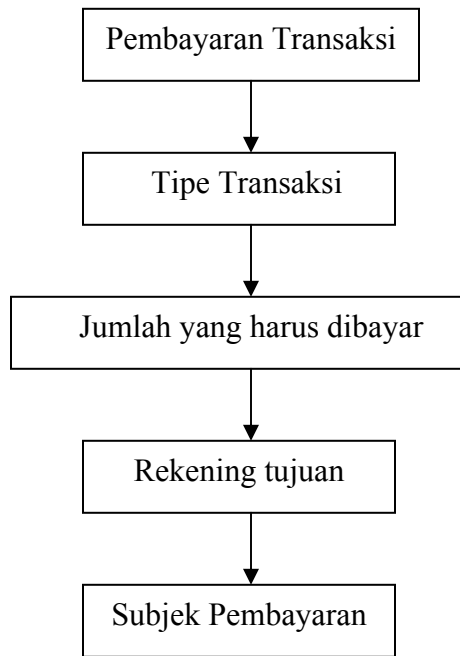 Pembayaran Transaksi
Tipe Transaksi
Jumlah yang harus dibayar
Rekening tujuan
Subjek Pembayaran